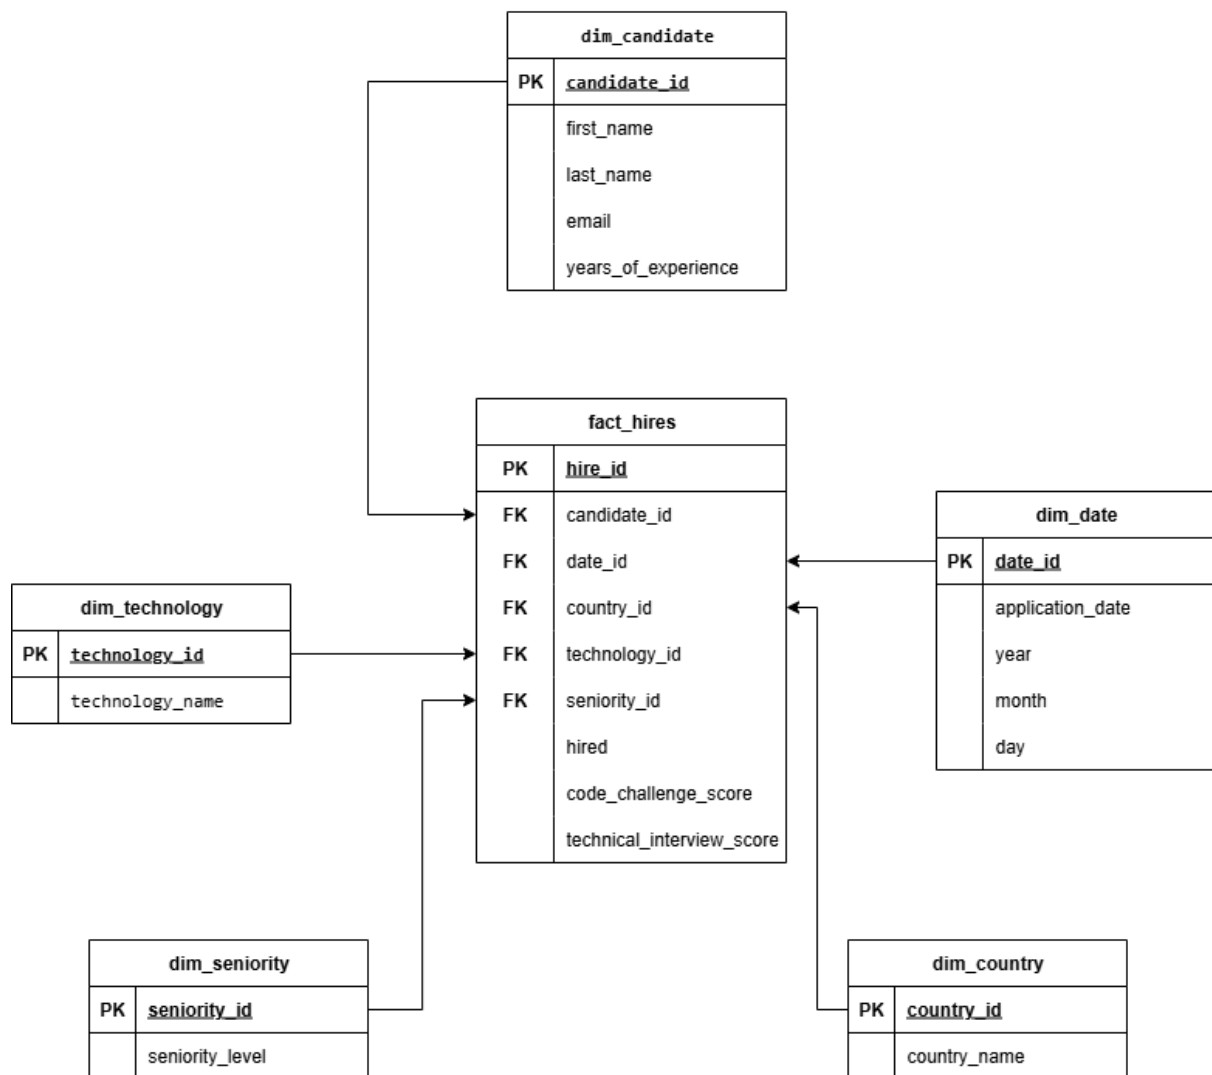 dim_candidate
PK candidate_id
first_name
last_name
email
years_of_experience
fact_hires
PK hire_id
FK candidate_id
FK date_id
FK country_id
FK technology_id
FK seniority_id
hired
code_challenge_score
technical_interview_score
dim_date
PK date_id
application_date
year
month
day
dim_technology
PK technology_id
technology_name
dim_seniority
PK seniority_id
seniority_level
dim_country
PK country_id
country_name